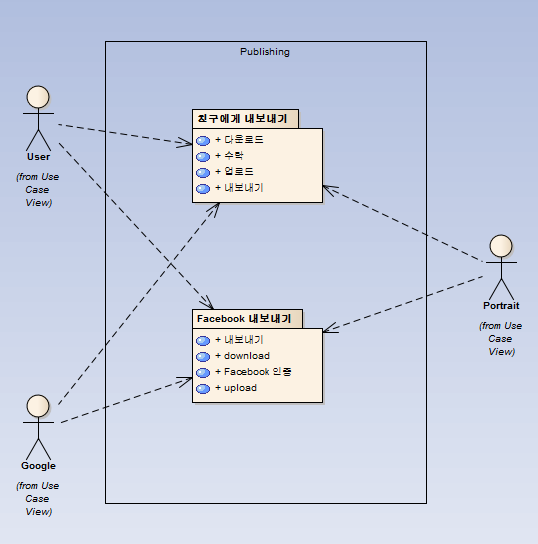 Publishing
친구에게 내보내기
+ 다운로드
+ 수락
+ 업로드
+ 내보내기
User
(from Use
Case
View)
Portrait
(from Use
Case
View)
Facebook 내보내기
+ 내보내기
+ download
+ Facebook 인증
+ upload
Google
(from Use
Case
View)